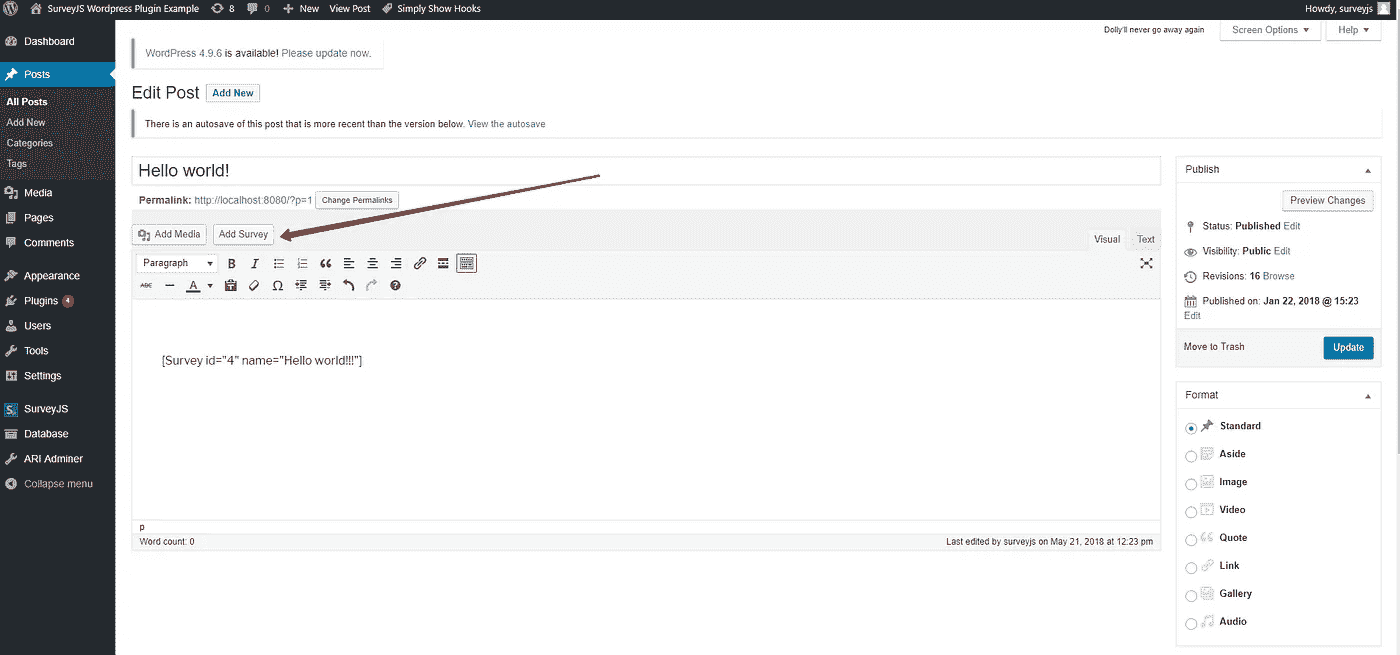 SurveyJS Wordpress Plugin Example 8 0 New View Post Simply Show Hooks Howdy, surveyjs
Dolly'll never go away again Screen Options Help
Dashboard
Posts
All Posts
Add New
Categories
Tags
Media
Pages
Comments
Appearance
Plugins 4
Users
Tools
Settings
SurveyJS
Database
ARI Adminer
Collapse menu
WordPress 4.9.6 is available! Please update now.
Edit Post Add New
There is an autosave of this post that is more recent than the version below. View the autosave
Hello world!
Permalink: http://localhost:8080/?p=1 Change Permalinks
Add Media Add Survey
Visual Text
Paragraph B I
ABC A
[Survey id="4" name="Hello world!!!"]
p
Word count: 0 Last edited by surveyjs on May 21, 2018 at 12:23 pm
Publish
Preview Changes
Status: Published Edit
Visibility: Public Edit
Revisions: 16 Browse
Published on: Jan 22, 2018 @ 15:23
Edit
Move to Trash Update
Format
Standard
Aside
Image
Video
Quote
Link
Gallery
Audio